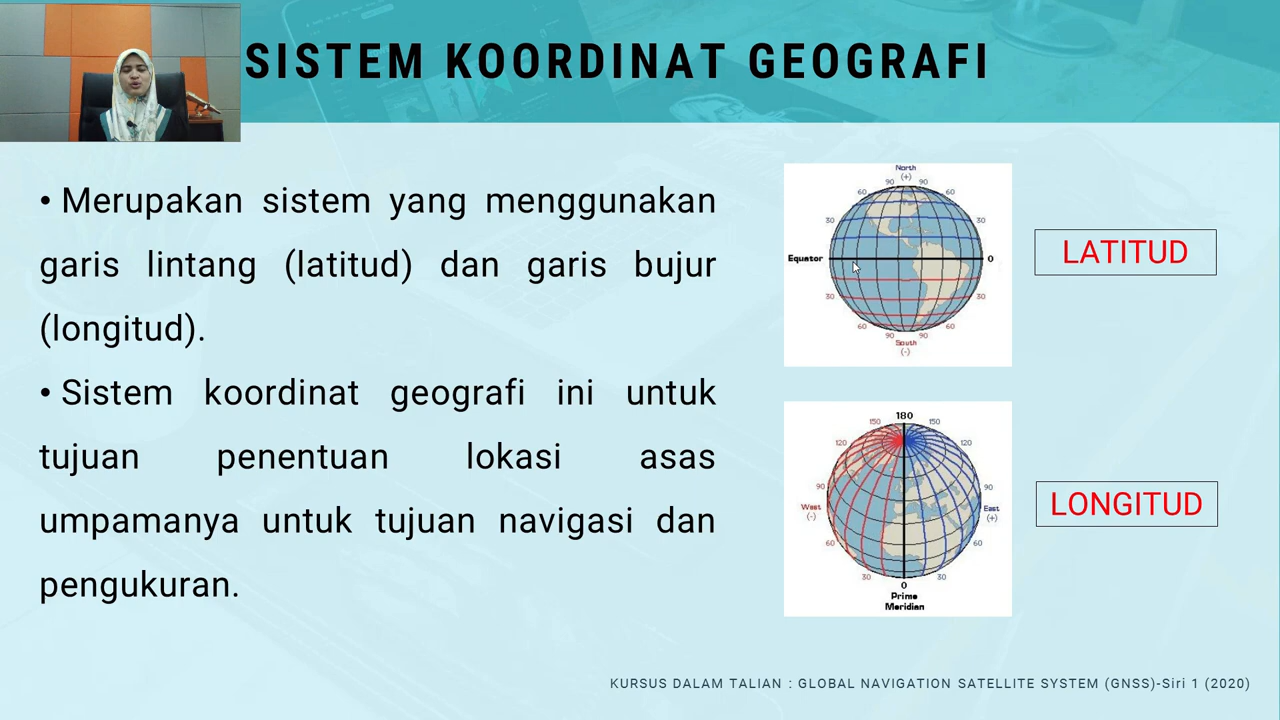 SISTEM KOORDINAT GEOGRAFI
• Merupakan sistem yang menggunakan
garis lintang (latitud) dan garis bujur
(longitud).
• Sistem koordinat geografi ini untuk
tujuan penentuan lokasi asas
umpamanya untuk tujuan navigasi dan
pengukuran.
North
(+)
90 90
60 60
30 30
Equator 0
30 30
60 60
90 90
South
(-)
LATITUD
180
150 150
120 120
90 90
West East
(-) (+)
60 60
30 30
0
Prime
Meridian
LONGITUD
KURSUS DALAM TALIAN : GLOBAL NAVIGATION SATELLITE SYSTEM (GNSS)-Siri 1 (2020)